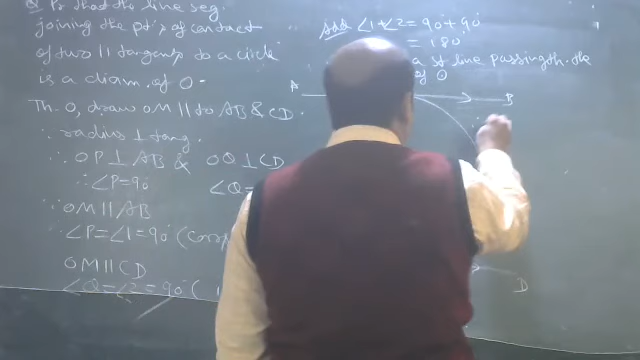 Q Pr that the line seg.
joining the pt's of contact
of two || tangents to a circle
is a diam. of O.
Th. O, draw OM || to AB & CD.
∵ radius ⊥ tang.
∴ OP ⊥ AB & OQ ⊥ CD
∴ ∠P = 90° ∠Q =
∵ OM || AB
∴ ∠P = ∠1 = 90° (corr
OM || CD
∠Q = ∠2 = 90° (
Add ∠1 + ∠2 = 90° + 90°
= 180°
a st line passing th. the
of O
A
B
D